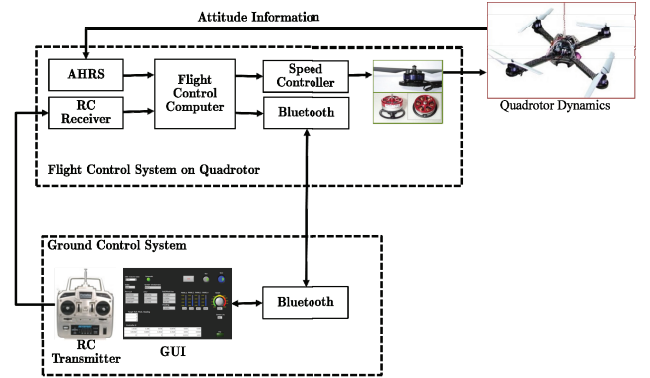 Attitude Information
AHRS
Flight
Control
Computer
Speed
Controller
RC
Receiver
Bluetooth
Quadrotor Dynamics
Flight Control System on Quadrotor
Ground Control System
Bluetooth
RC
Transmitter
GUI